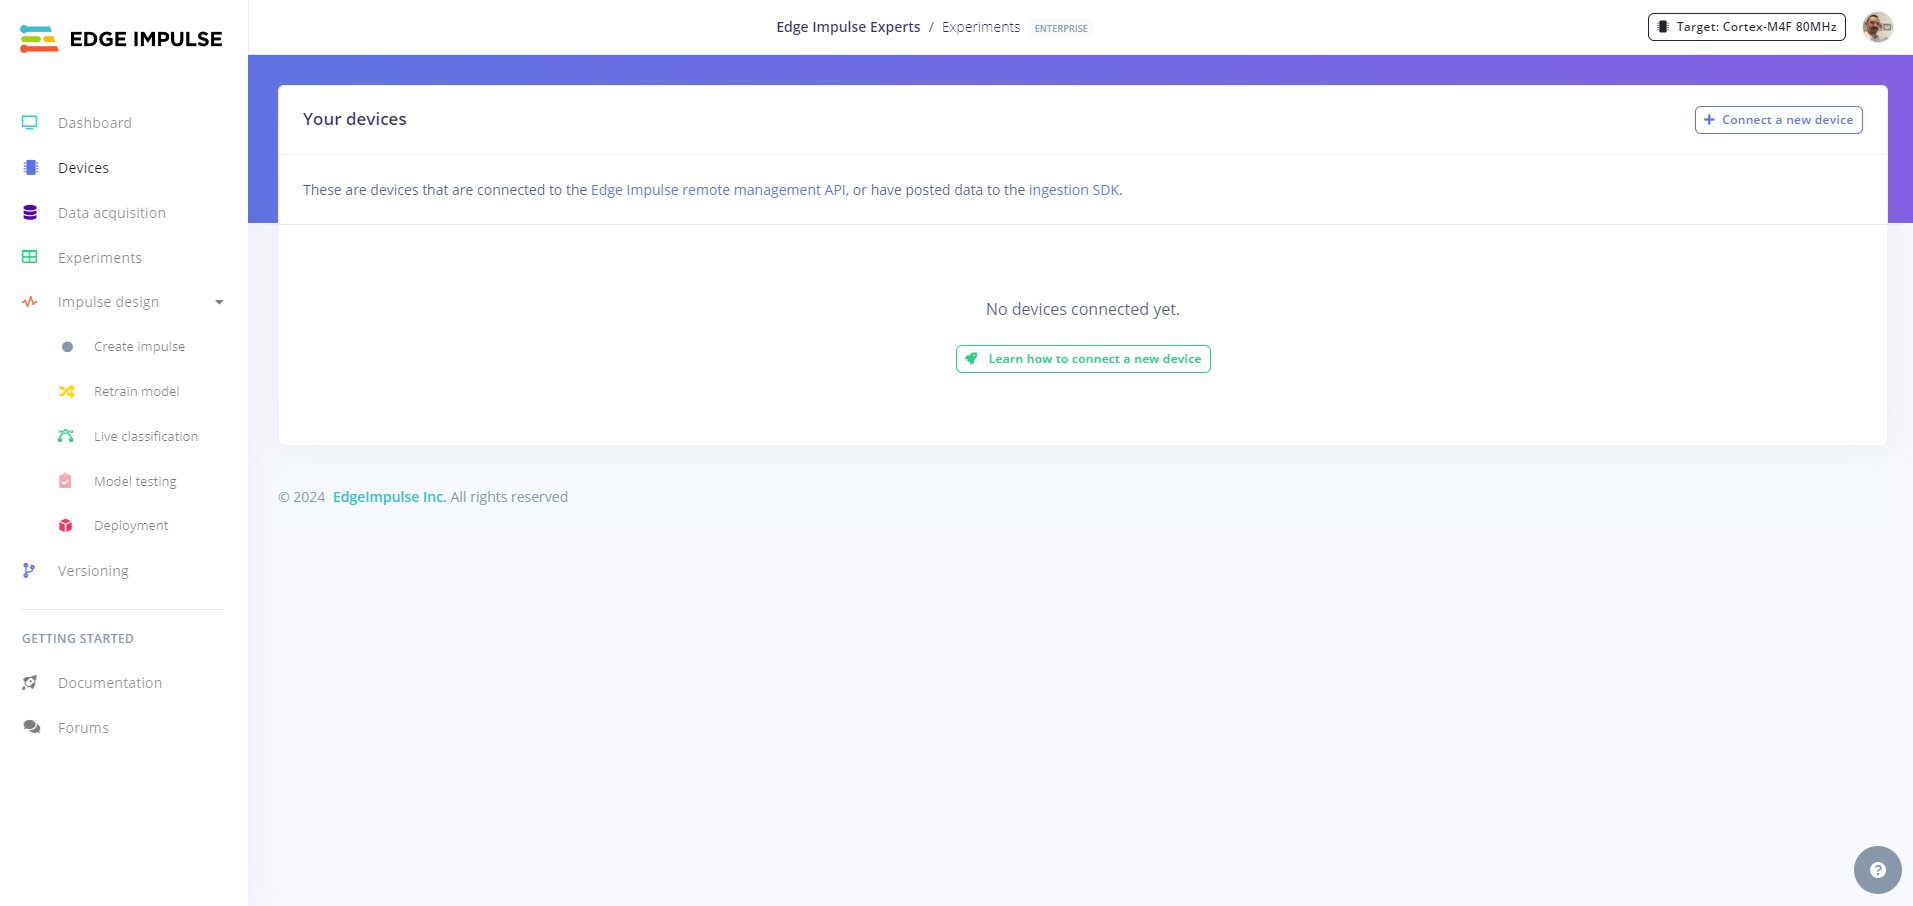 EDGE IMPULSE
Edge Impulse Experts / Experiments ENTERPRISE
Target: Cortex-M4F 80MHz
Dashboard
Devices
Data acquisition
Experiments
Impulse design
Create impulse
Retrain model
Live classification
Model testing
Deployment
Versioning
GETTING STARTED
Documentation
Forums
Your devices
+ Connect a new device
These are devices that are connected to the Edge Impulse remote management API, or have posted data to the ingestion SDK.
No devices connected yet.
Learn how to connect a new device
© 2024 EdgeImpulse Inc. All rights reserved
?